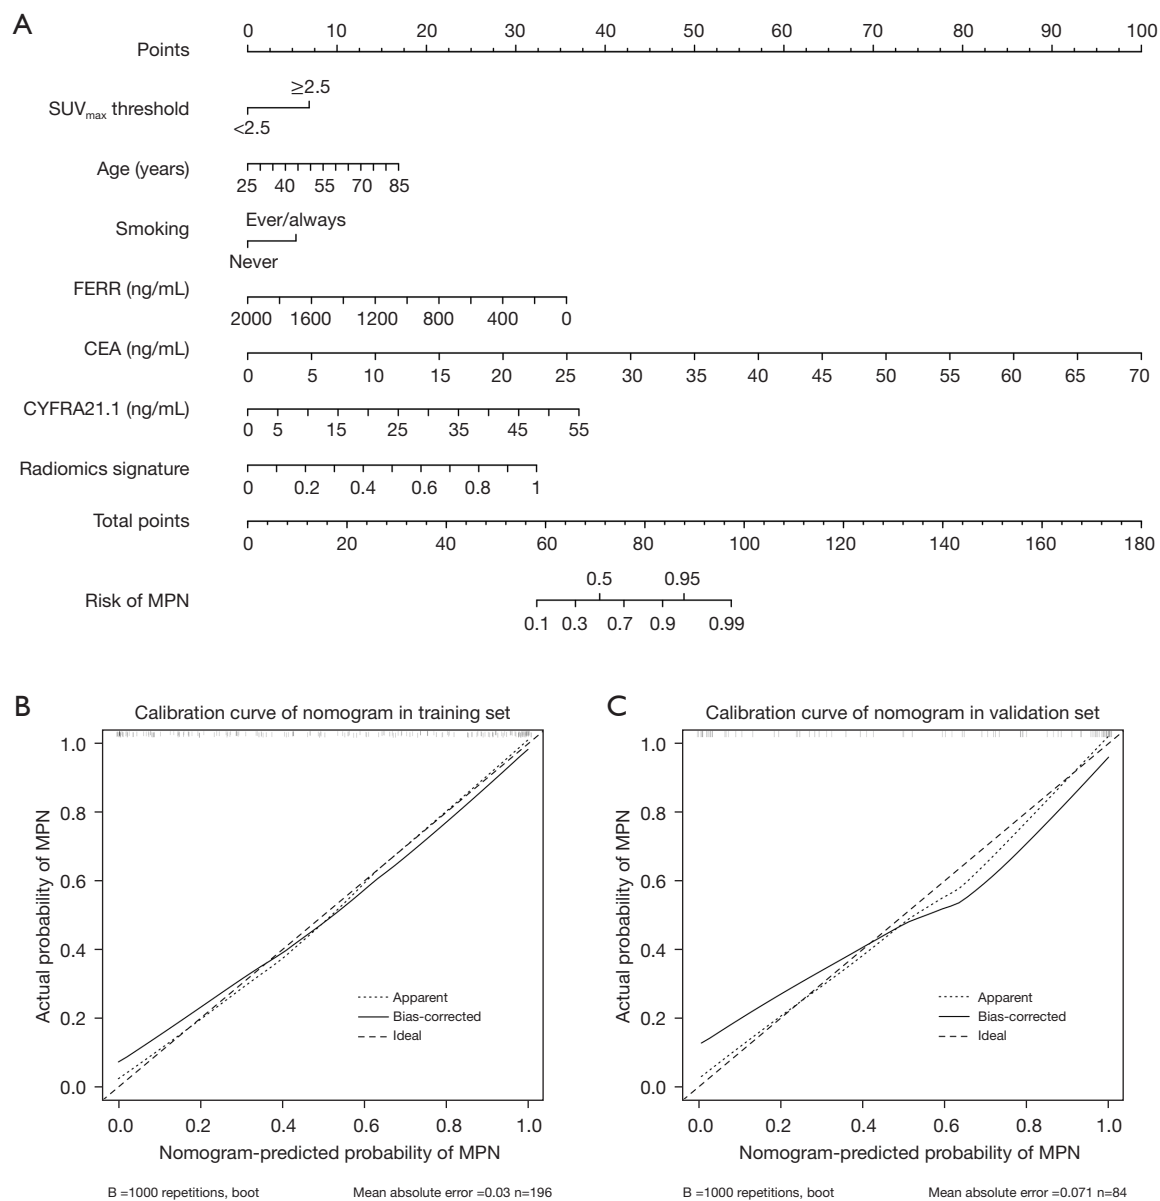 A
Points
0 10 20 30 40 50 60 70 80 90 100
≥2.5
SUVmax threshold
<2.5
Age (years)
25 40 55 70 85
Ever/always
Smoking
Never
FERR (ng/mL)
2000 1600 1200 800 400 0
CEA (ng/mL)
0 5 10 15 20 25 30 35 40 45 50 55 60 65 70
CYFRA21.1 (ng/mL)
0 5 15 25 35 45 55
Radiomics signature
0 0.2 0.4 0.6 0.8 1
Total points
0 20 40 60 80 100 120 140 160 180
0.5 0.95
Risk of MPN
0.1 0.3 0.7 0.9 0.99
B
Calibration curve of nomogram in training set
Actual probability of MPN
1.0
0.8
0.6
0.4
0.2
0.0
Apparent
Bias-corrected
Ideal
0.0 0.2 0.4 0.6 0.8 1.0
Nomogram-predicted probability of MPN
B =1000 repetitions, boot
Mean absolute error =0.03 n=196
C
Calibration curve of nomogram in validation set
Actual probability of MPN
1.0
0.8
0.6
0.4
0.2
0.0
Apparent
Bias-corrected
Ideal
0.0 0.2 0.4 0.6 0.8 1.0
Nomogram-predicted probability of MPN
B =1000 repetitions, boot
Mean absolute error =0.071 n=84